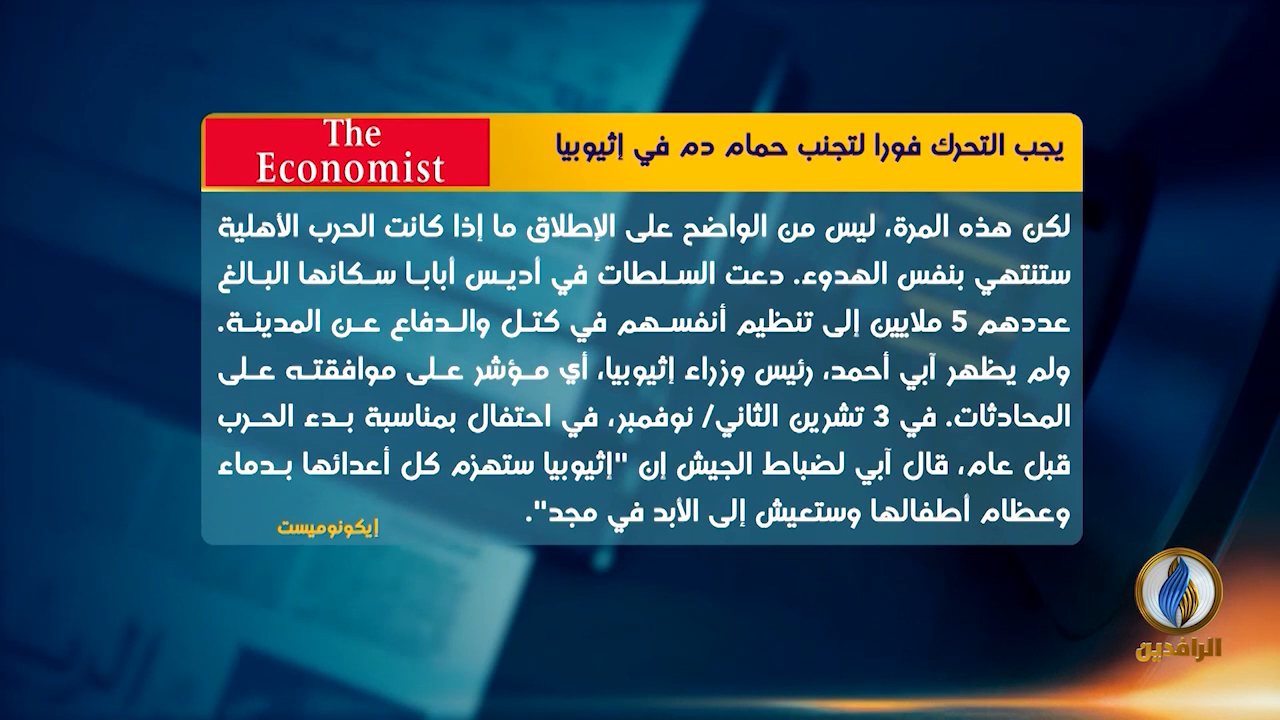 The
Economist
يجب التحرك فورا لتجنب حمام دم في إثيوبيا
لكن هذه المرة، ليس من الواضح على الإطلاق ما إذا كانت الحرب الأهلية
ستنتهي بنفس الهدوء. دعت السلطات في أديس أبابا سكانها البالغ
عددهم 5 ملايين إلى تنظيم أنفسهم في كتل والدفاع عن المدينة.
ولم يظهر آبي أحمد، رئيس وزراء إثيوبيا، أي مؤشر على موافقته على
المحادثات. في 3 تشرين الثاني/ نوفمبر، في احتفال بمناسبة بدء الحرب
قبل عام، قال آبي لضباط الجيش إن "إثيوبيا ستهزم كل أعدائها بدماء
وعظام أطفالها وستعيش إلى الأبد في مجد".
إيكونوميست
الرافدين